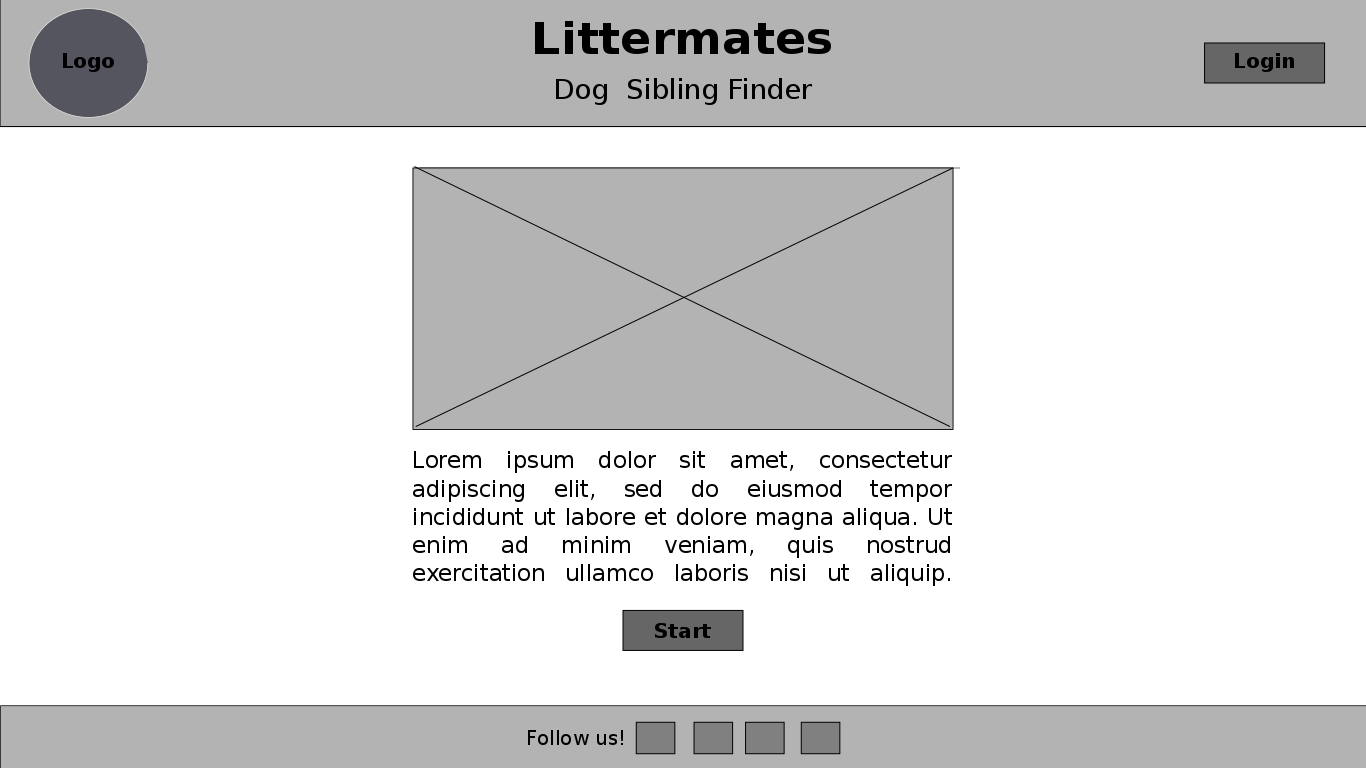 Logo
Littermates
Dog Sibling Finder
Login
Lorem ipsum dolor sit amet, consectetur
adipiscing elit, sed do eiusmod tempor
incididunt ut labore et dolore magna aliqua. Ut
enim ad minim veniam, quis nostrud
exercitation ullamco laboris nisi ut aliquip.
Start
Follow us!